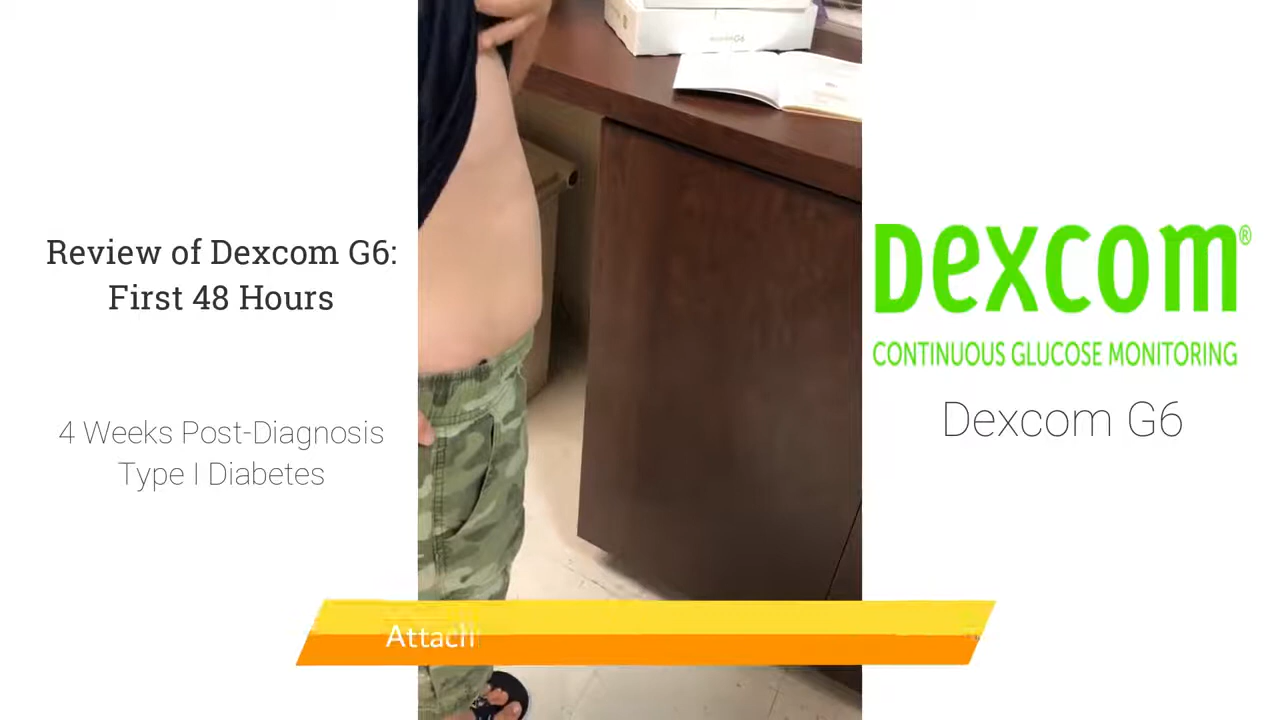 Review of Dexcom G6:
First 48 Hours
4 Weeks Post-Diagnosis
Type I Diabetes
G6
Dexcom®
CONTINUOUS GLUCOSE MONITORING
Dexcom G6